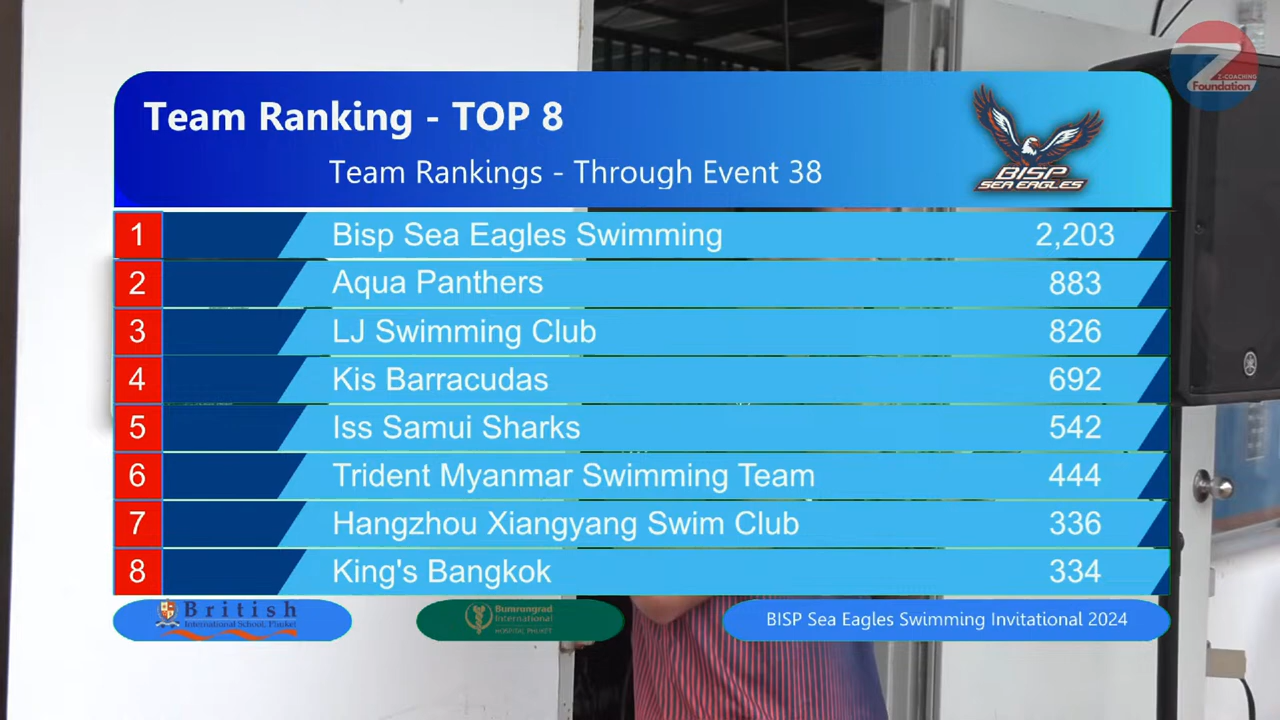 Z-COACHING
Foundation
Team Ranking - TOP 8
Team Rankings - Through Event 38
BISP
SEA EAGLES
1 Bisp Sea Eagles Swimming 2,203
2 Aqua Panthers 883
3 LJ Swimming Club 826
4 Kis Barracudas 692
5 Iss Samui Sharks 542
6 Trident Myanmar Swimming Team 444
7 Hangzhou Xiangyang Swim Club 336
8 King's Bangkok 334
British
International School, Phuket
Bumrungrad
International
HOSPITAL PHUKET
BISP Sea Eagles Swimming Invitational 2024